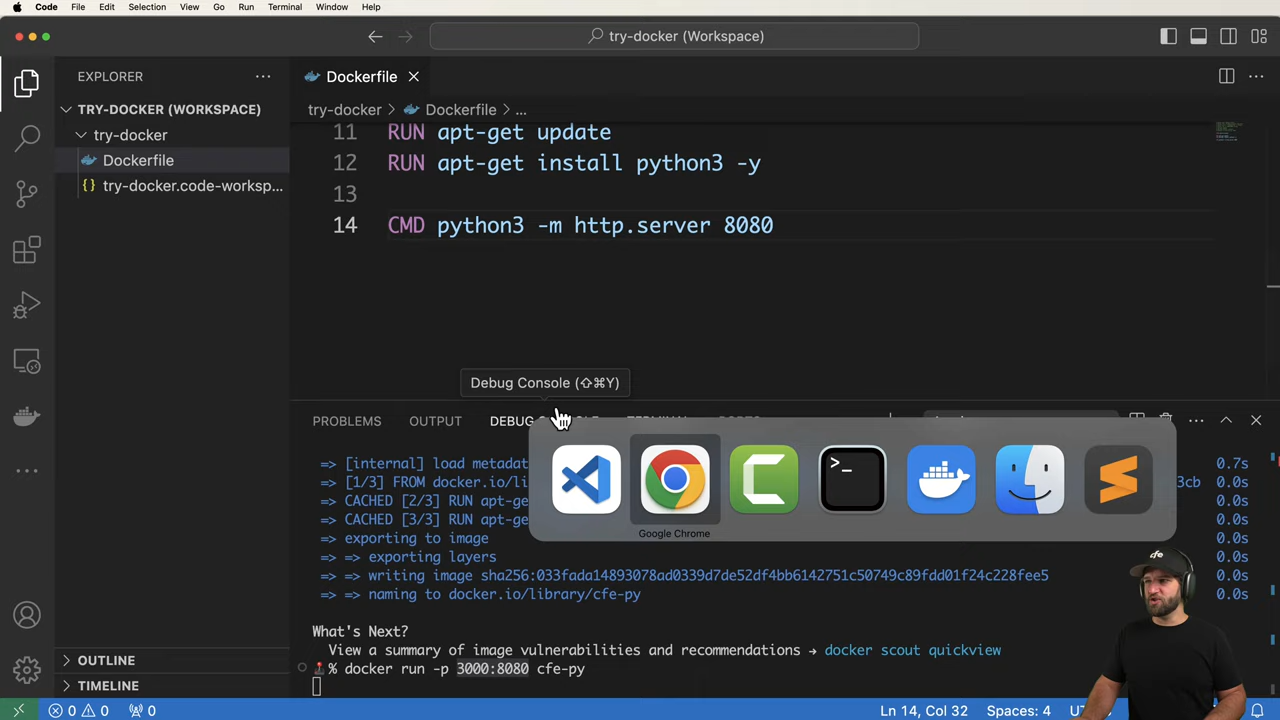 Code File Edit Selection View Go Run Terminal Window Help
try-docker (Workspace)
EXPLORER
Dockerfile
TRY-DOCKER (WORKSPACE)
try-docker
Dockerfile
try-docker.code-worksp...
OUTLINE
TIMELINE
try-docker > Dockerfile > ...
11 RUN apt-get update
12 RUN apt-get install python3 -y
13
14 CMD python3 -m http.server 8080
Debug Console (⇧⌘Y)
PROBLEMS OUTPUT
=> [internal] load metadat 0.7s
=> [1/3] FROM docker.io/li 3cb 0.0s
=> CACHED [2/3] RUN apt-ge 0.0s
=> CACHED [3/3] RUN apt-ge 0.0s
=> exporting to image 0.0s
=> => exporting layers 0.0s
=> => writing image sha256:033fada14893078ad0339d7de52df4bb6142751c50749c89fdd01f24c228fee5 0.0s
=> => naming to docker.io/library/cfe-py 0.0s
Google Chrome
What's Next?
View a summary of image vulnerabilities and recommendations → docker scout quickview
% docker run -p 3000:8080 cfe-py
cfe
0 0 0
Ln 14, Col 32 Spaces: 4